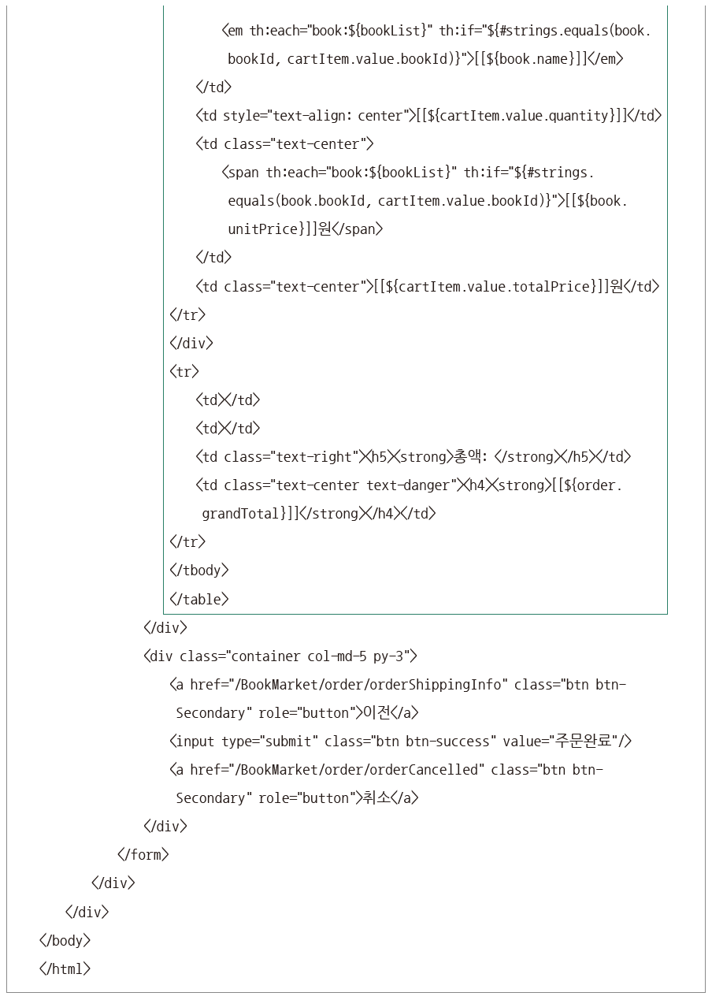 <em th:each="book:${bookList}" th:if="${#strings.equals(book.
bookId, cartItem.value.bookId)}">[[${book.name}]]</em>
</td>
<td style="text-align: center">[[${cartItem.value.quantity}]]</td>
<td class="text-center">
<span th:each="book:${bookList}" th:if="${#strings.
equals(book.bookId, cartItem.value.bookId)}">[[${book.
unitPrice}]]원</span>
</td>
<td class="text-center">[[${cartItem.value.totalPrice}]]원</td>
</tr>
</div>
<tr>
<td></td>
<td></td>
<td class="text-right"><h5><strong>총액: </strong></h5></td>
<td class="text-center text-danger"><h4><strong>[[${order.
grandTotal}]]</strong></h4></td>
</tr>
</tbody>
</table>
</div>
<div class="container col-md-5 py-3">
<a href="/BookMarket/order/orderShippingInfo" class="btn btn-
Secondary" role="button">이전</a>
<input type="submit" class="btn btn-success" value="주문완료"/>
<a href="/BookMarket/order/orderCancelled" class="btn btn-
Secondary" role="button">취소</a>
</div>
</form>
</div>
</div>
</body>
</html>